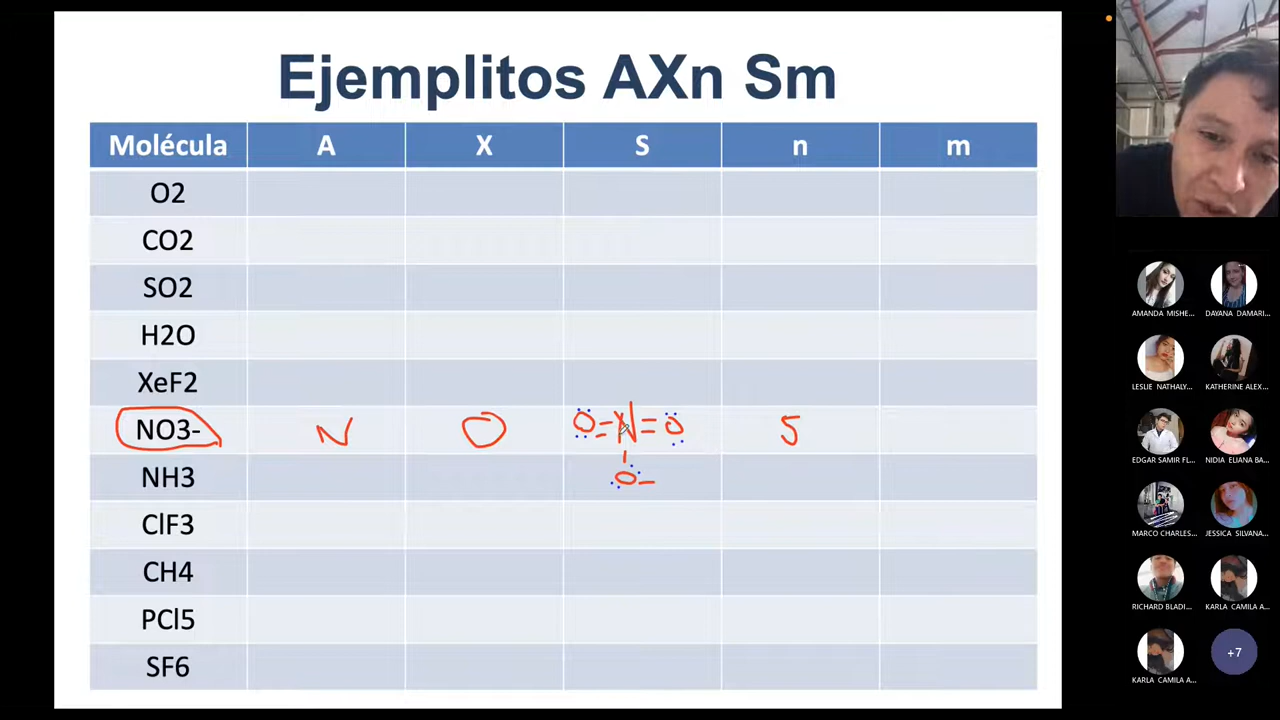 Ejemplitos AXn Sm
Molécula A X S n m
O2
CO2
SO2
H2O
XeF2
NO3- N O O=N=O 5
O-
NH3
ClF3
CH4
PCl5
SF6
AMANDA MISHE...
DAYANA DAMARI...
LESLIE NATHALY...
KATHERINE ALEX...
EDGAR SAMIR FL...
NIDIA ELIANA BA...
MARCO CHARLES...
JESSICA SILVANA...
RICHARD BLADI...
KARLA CAMILA A...
KARLA CAMILA A...
+7